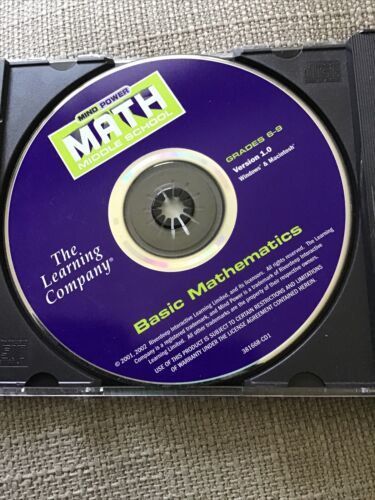 MIND POWER
MATH
MIDDLE SCHOOL
GRADES 6-9
Version 1.0
Windows & Macintosh
The
Learning
Company®
Basic Mathematics
© 2001, 2002 Riverdeep Interactive Learning Limited, and its licensors. All rights reserved. The Learning
Company is a registered trademark, and Mind Power is a trademark of Riverdeep Interactive
Learning Limited. All other trademarks are the property of their respective owners.
USE OF THIS PRODUCT IS SUBJECT TO CERTAIN RESTRICTIONS AND LIMITATIONS
OF WARRANTY UNDER THE LICENSE AGREEMENT CONTAINED HEREIN.
381668-CD1